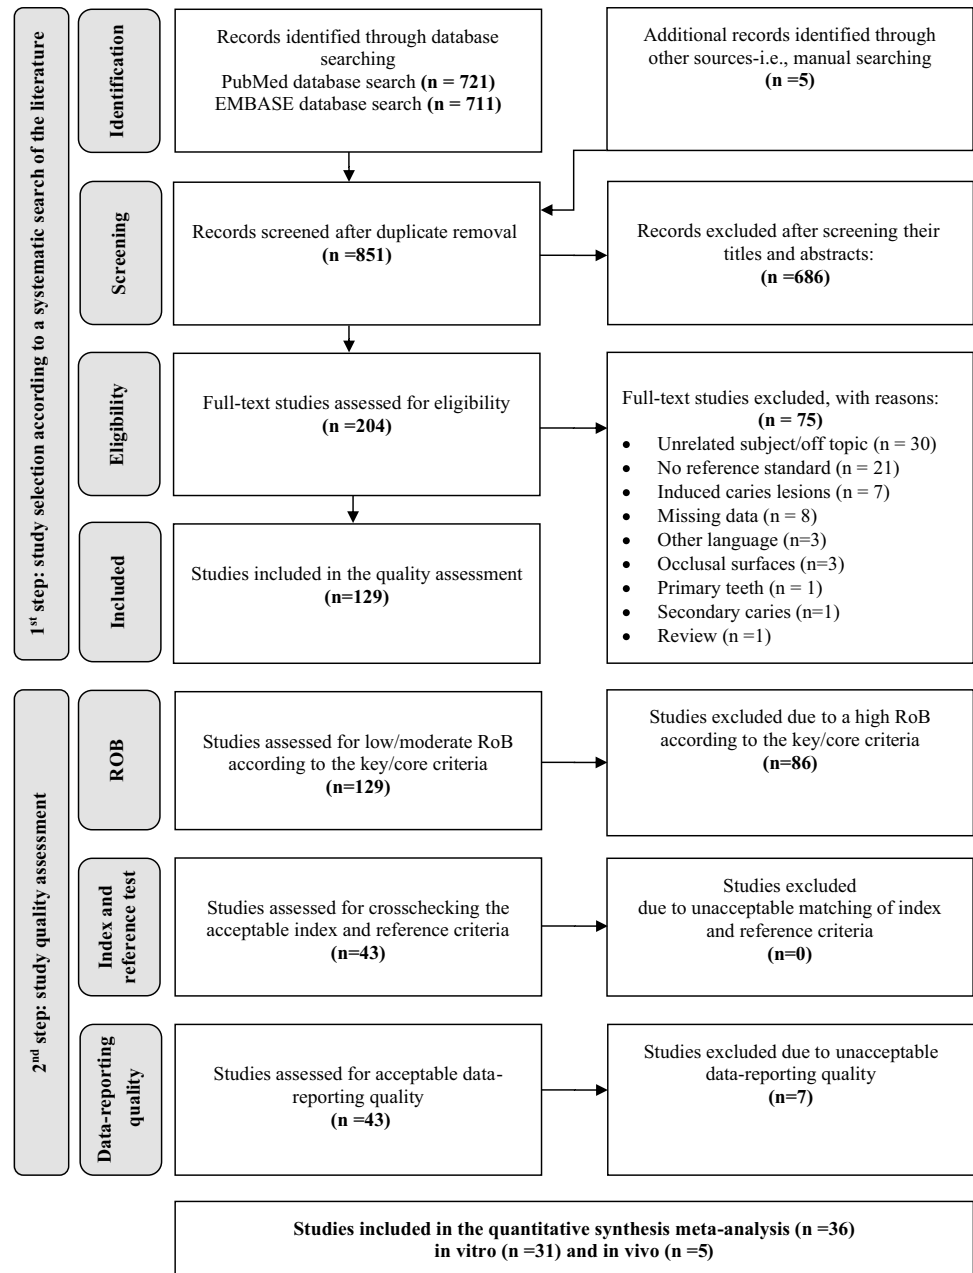 1st step: study selection according to a systematic search of the literature
Identification
Records identified through database
searching
PubMed database search (n = 721)
EMBASE database search (n = 711)
Additional records identified through
other sources-i.e., manual searching
(n =5)
Screening
Records screened after duplicate removal
(n =851)
Records excluded after screening their
titles and abstracts:
(n =686)
Eligibility
Full-text studies assessed for eligibility
(n =204)
Full-text studies excluded, with reasons:
(n = 75)
• Unrelated subject/off topic (n = 30)
• No reference standard (n = 21)
• Induced caries lesions (n = 7)
• Missing data (n = 8)
• Other language (n=3)
• Occlusal surfaces (n=3)
• Primary teeth (n = 1)
• Secondary caries (n=1)
• Review (n =1)
Included
Studies included in the quality assessment
(n=129)
2nd step: study quality assessment
ROB
Studies assessed for low/moderate RoB
according to the key/core criteria
(n=129)
Studies excluded due to a high RoB
according to the key/core criteria
(n=86)
Index and
reference test
Studies assessed for crosschecking the
acceptable index and reference criteria
(n=43)
Studies excluded
due to unacceptable matching of index
and reference criteria
(n=0)
Data-reporting
quality
Studies assessed for acceptable data-
reporting quality
(n =43)
Studies excluded due to unacceptable
data-reporting quality
(n=7)
Studies included in the quantitative synthesis meta-analysis (n =36)
in vitro (n =31) and in vivo (n =5)